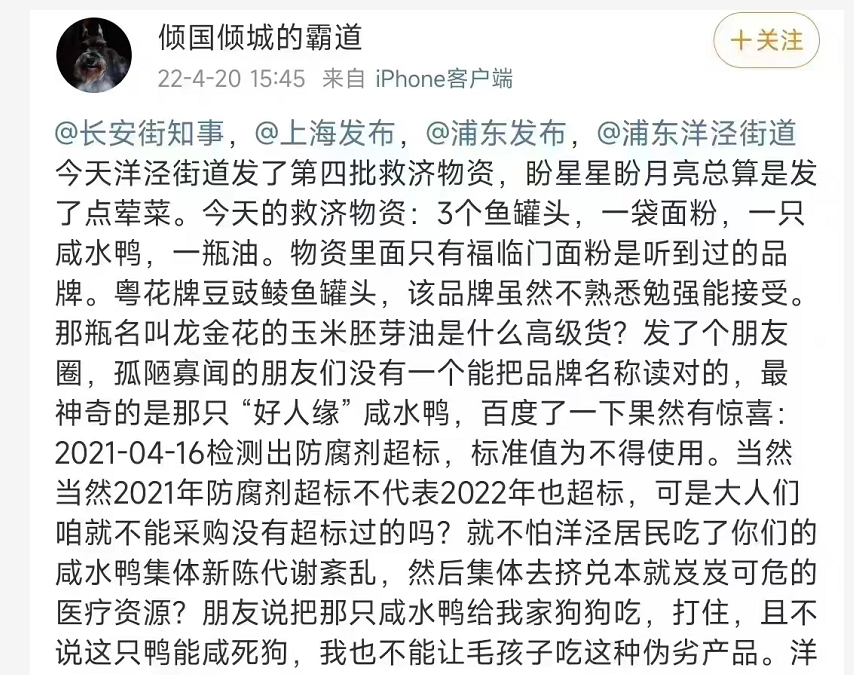 倾国倾城的霸道
＋关注
22-4-20 15:45 来自 iPhone客户端
@长安街知事，@上海发布，@浦东发布，@浦东洋泾街道
今天洋泾街道发了第四批救济物资，盼星星盼月亮总算是发
了点荤菜。今天的救济物资：3个鱼罐头，一袋面粉，一只
咸水鸭，一瓶油。物资里面只有福临门面粉是听到过的品
牌。粤花牌豆豉鲮鱼罐头，该品牌虽然不熟悉勉强能接受。
那瓶名叫龙金花的玉米胚芽油是什么高级货？发了个朋友
圈，孤陋寡闻的朋友们没有一个能把品牌名称读对的，最
神奇的是那只“好人缘”咸水鸭，百度了一下果然有惊喜：
2021-04-16检测出防腐剂超标，标准值为不得使用。当然
当然2021年防腐剂超标不代表2022年也超标，可是大人们
咱就不能采购没有超标过的吗？就不怕洋泾居民吃了你们的
咸水鸭集体新陈代谢紊乱，然后集体去挤兑本就岌岌可危的
医疗资源？朋友说把那只咸水鸭给我家狗狗吃，打住，且不
说这只鸭能咸死狗，我也不能让毛孩子吃这种伪劣产品。洋